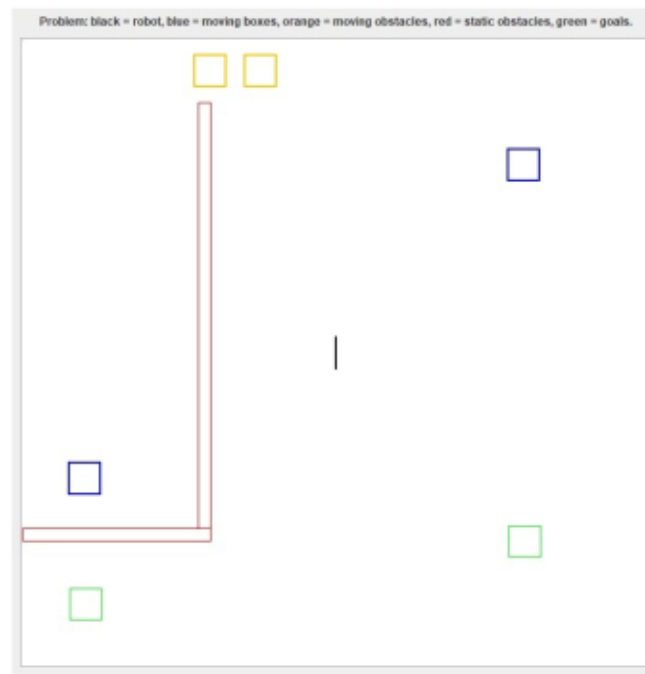 Problem: black = robot, blue = moving boxes, orange = moving obstacles, red = static obstacles, green = goals.